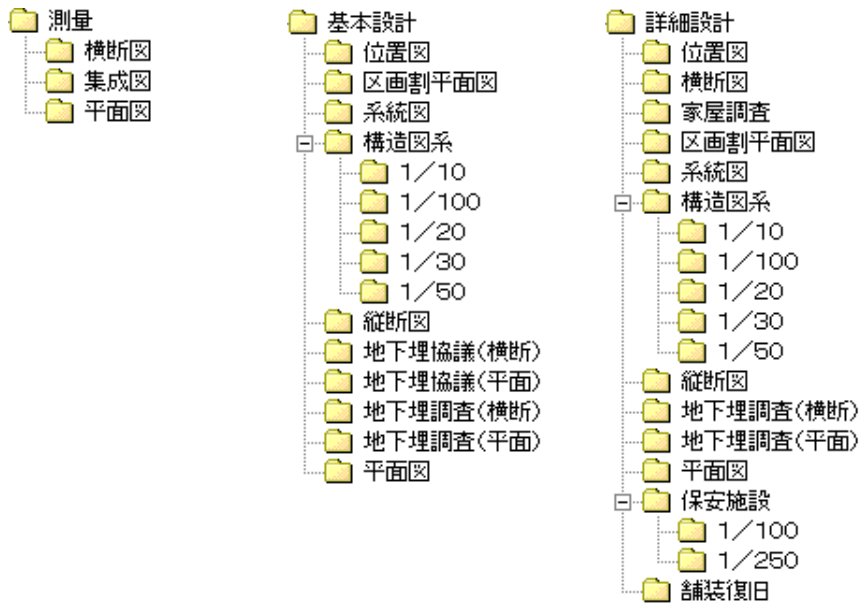 測量
横断図
集成図
平面図
基本設計
位置図
区画割平面図
系統図
構造図系
1／10
1／100
1／20
1／30
1／50
縦断図
地下埋協議(横断)
地下埋協議(平面)
地下埋調査(横断)
地下埋調査(平面)
平面図
詳細設計
位置図
横断図
家屋調査
区画割平面図
系統図
構造図系
1／10
1／100
1／20
1／30
1／50
縦断図
地下埋調査(横断)
地下埋調査(平面)
平面図
保安施設
1／100
1／250
舗装復旧